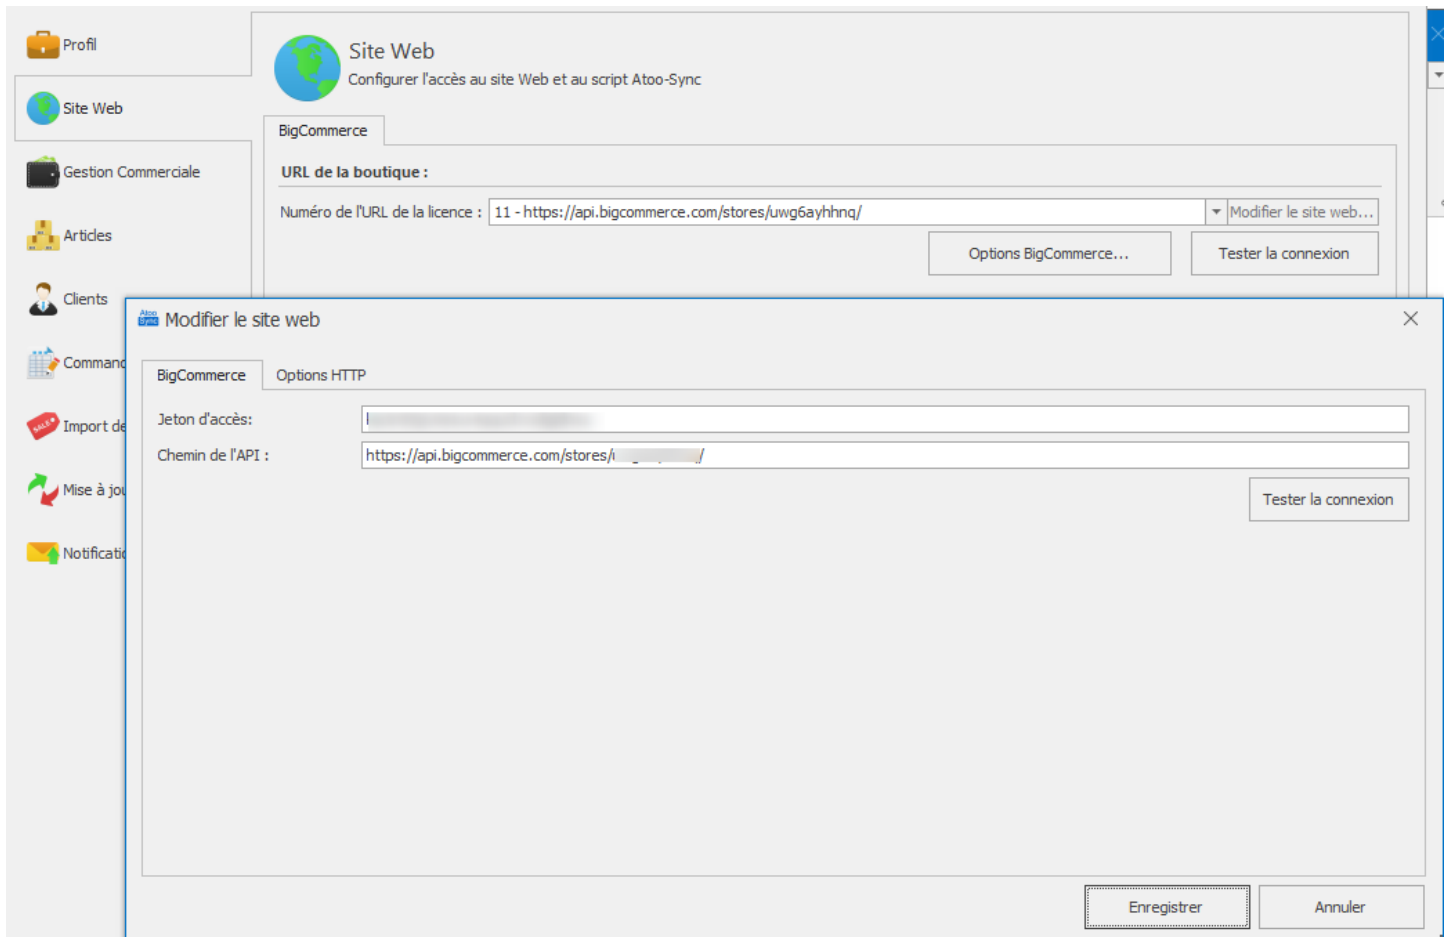 Profil
Site Web
Gestion Commerciale
Articles
Clients
Command
Import de
Mise à jou
Notificatio
Site Web
Configurer l'accès au site Web et au script Atoo-Sync
BigCommerce
URL de la boutique :
Numéro de l'URL de la licence : 11 - https://api.bigcommerce.com/stores/uwg6ayhhnq/ Modifier le site web...
Options BigCommerce... Tester la connexion
Atoo Sync Modifier le site web
BigCommerce Options HTTP
Jeton d'accès:
Chemin de l'API : https://api.bigcommerce.com/stores/ /
Tester la connexion
Enregistrer Annuler